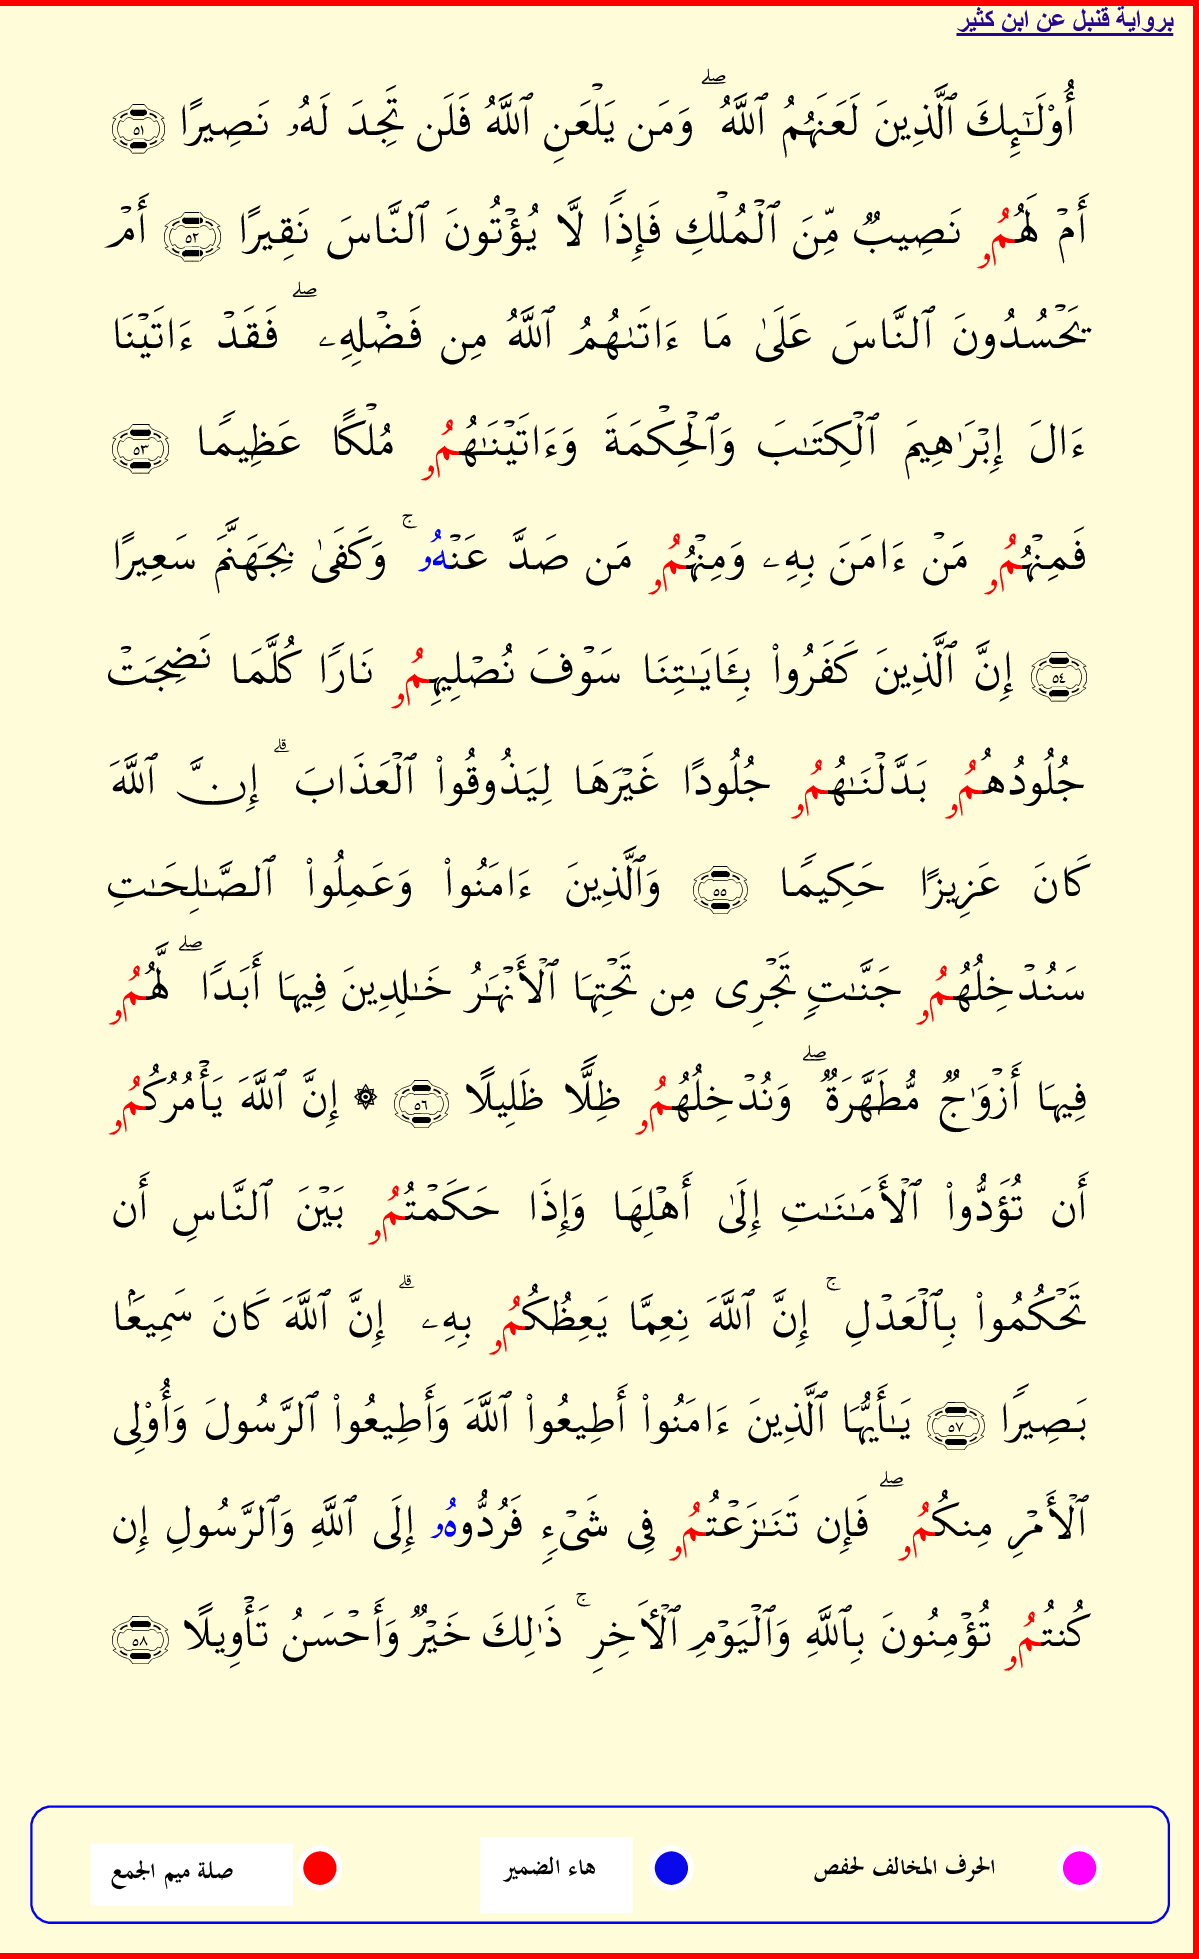 برواية قنبل عن ابن كثير
أُوْلَـٰٓئِكَ ٱلَّذِينَ لَعَنَهُمُ ٱللَّهُ ۖ وَمَن يَلْعَنِ ٱللَّهُ فَلَن تَجِدَ لَهُۥ نَصِيرًا ٥١
أَمْ لَهُمُۥ نَصِيبٌ مِّنَ ٱلْمُلْكِ فَإِذًا لَّا يُؤْتُونَ ٱلنَّاسَ نَقِيرًا ٥٢ أَمْ
يَحْسُدُونَ ٱلنَّاسَ عَلَىٰ مَا ءَاتَىٰهُمُ ٱللَّهُ مِن فَضْلِهِۦ ۖ فَقَدْ ءَاتَيْنَا
ءَالَ إِبْرَٰهِيمَ ٱلْكِتَـٰبَ وَٱلْحِكْمَةَ وَءَاتَيْنَـٰهُمُۥ مُلْكًا عَظِيمًا ٥٣
فَمِنْهُمُۥ مَنْ ءَامَنَ بِهِۦ وَمِنْهُمُۥ مَن صَدَّ عَنْهُۥ ۚ وَكَفَىٰ بِجَهَنَّمَ سَعِيرًا
٥٤ إِنَّ ٱلَّذِينَ كَفَرُواْ بِـَٔايَـٰتِنَا سَوْفَ نُصْلِيهِمُۥ نَارًا كُلَّمَا نَضِجَتْ
جُلُودُهُمُۥ بَدَّلْنَـٰهُمُۥ جُلُودًا غَيْرَهَا لِيَذُوقُواْ ٱلْعَذَابَ ۗ إِنَّ ٱللَّهَ
كَانَ عَزِيزًا حَكِيمًا ٥٥ وَٱلَّذِينَ ءَامَنُواْ وَعَمِلُواْ ٱلصَّـٰلِحَـٰتِ
سَنُدْخِلُهُمُۥ جَنَّـٰتٍ تَجْرِى مِن تَحْتِهَا ٱلْأَنْهَـٰرُ خَـٰلِدِينَ فِيهَا أَبَدًا ۖ لَّهُمُۥ
فِيهَا أَزْوَٰجٌ مُّطَهَّرَةٌ ۖ وَنُدْخِلُهُمُۥ ظِلًّا ظَلِيلًا ٥٦ ۞ إِنَّ ٱللَّهَ يَأْمُرُكُمُۥ
أَن تُؤَدُّواْ ٱلْأَمَـٰنَـٰتِ إِلَىٰ أَهْلِهَا وَإِذَا حَكَمْتُمُۥ بَيْنَ ٱلنَّاسِ أَن
تَحْكُمُواْ بِٱلْعَدْلِ ۚ إِنَّ ٱللَّهَ نِعِمَّا يَعِظُكُمُۥ بِهِۦ ۗ إِنَّ ٱللَّهَ كَانَ سَمِيعًۢا
بَصِيرًا ٥٧ يَـٰأَيُّهَا ٱلَّذِينَ ءَامَنُواْ أَطِيعُواْ ٱللَّهَ وَأَطِيعُواْ ٱلرَّسُولَ وَأُوْلِى
ٱلْأَمْرِ مِنكُمُۥ ۖ فَإِن تَنَـٰزَعْتُمُۥ فِى شَىْءٍ فَرُدُّوهُۥ إِلَى ٱللَّهِ وَٱلرَّسُولِ إِن
كُنتُمُۥ تُؤْمِنُونَ بِٱللَّهِ وَٱلْيَوْمِ ٱلْـَٔاخِرِ ۚ ذَٰلِكَ خَيْرٌ وَأَحْسَنُ تَأْوِيلًا ٥٨
الحرف المخالف لحفص هاء الضمير صلة ميم الجمع